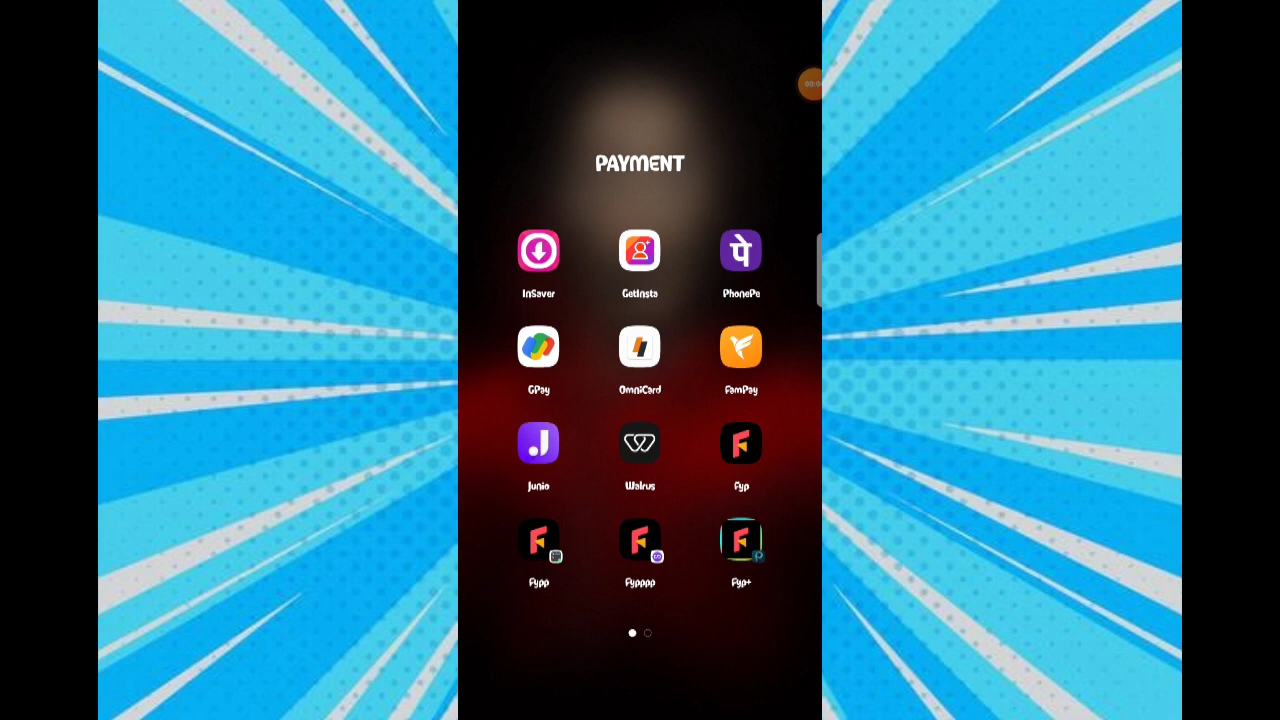 PAYMENT
InSaver
GetInsta
पे
PhonePe
GPay
OmniCard
FamPay
J
Junio
Walrus
F
Fyp
F
Fypp
F
Fypppp
F
Fyp+